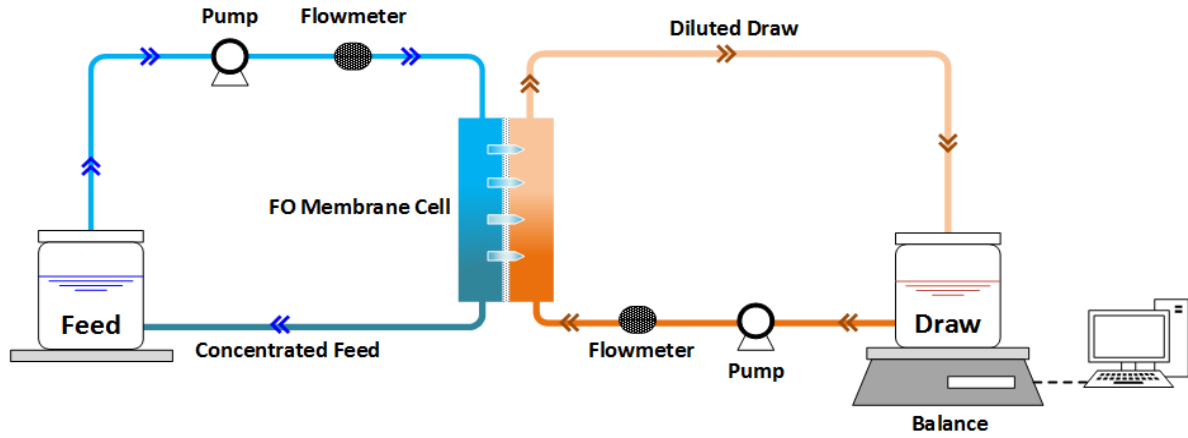 Pump
Flowmeter
Diluted Draw
FO Membrane Cell
Feed
Draw
Concentrated Feed
Flowmeter
Pump
Balance